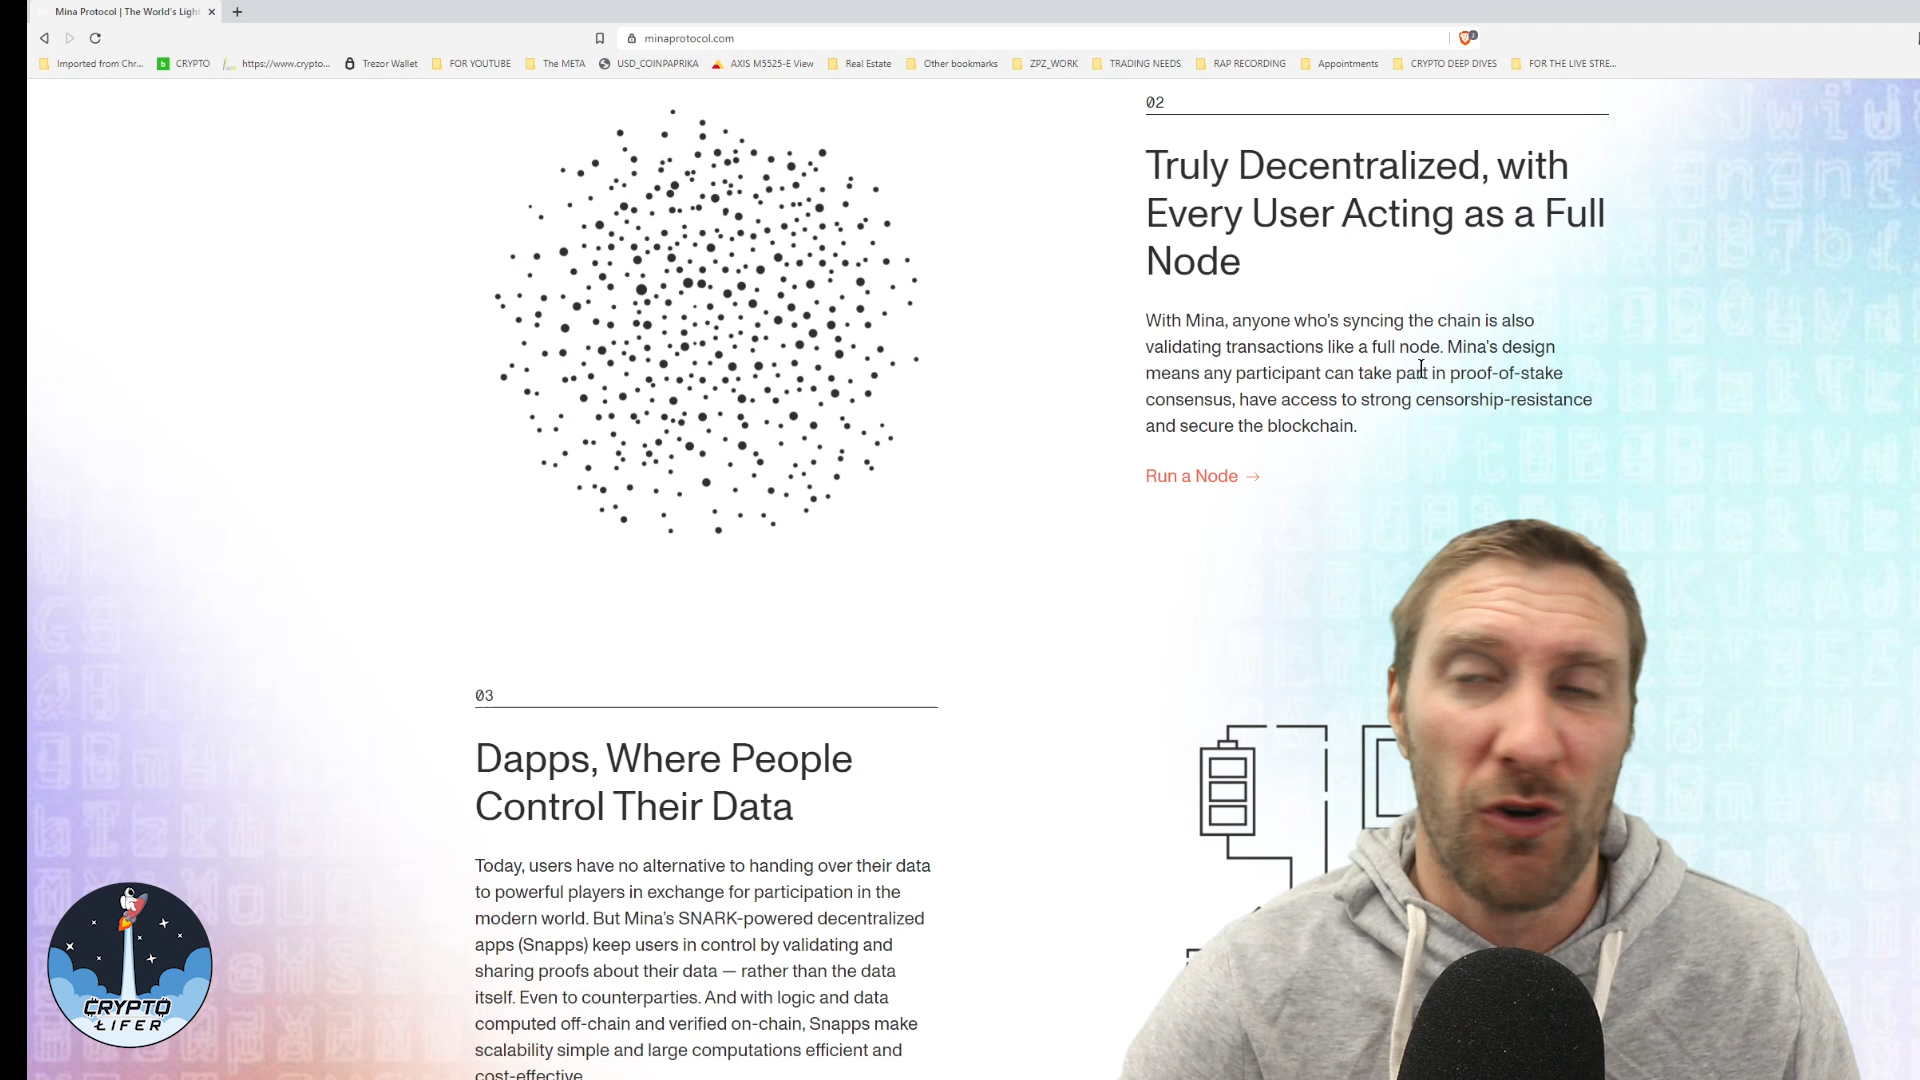 Mina Protocol | The World's Ligh
minaprotocol.com
2
Imported from Chr... CRYPTO https://www.crypto... Trezor Wallet FOR YOUTUBE The META USD_COINPAPRIKA AXIS M5525-E View Real Estate Other bookmarks ZPZ_WORK TRADING NEEDS RAP RECORDING Appointments CRYPTO DEEP DIVES FOR THE LIVE STRE...
02
Truly Decentralized, with
Every User Acting as a Full
Node
With Mina, anyone who's syncing the chain is also
validating transactions like a full node. Mina's design
means any participant can take part in proof-of-stake
consensus, have access to strong censorship-resistance
and secure the blockchain.
Run a Node →
03
Dapps, Where People
Control Their Data
Today, users have no alternative to handing over their data
to powerful players in exchange for participation in the
modern world. But Mina's SNARK-powered decentralized
apps (Snapps) keep users in control by validating and
sharing proofs about their data — rather than the data
itself. Even to counterparties. And with logic and data
computed off-chain and verified on-chain, Snapps make
scalability simple and large computations efficient and
cost-effective
CRYPTO
LIFER